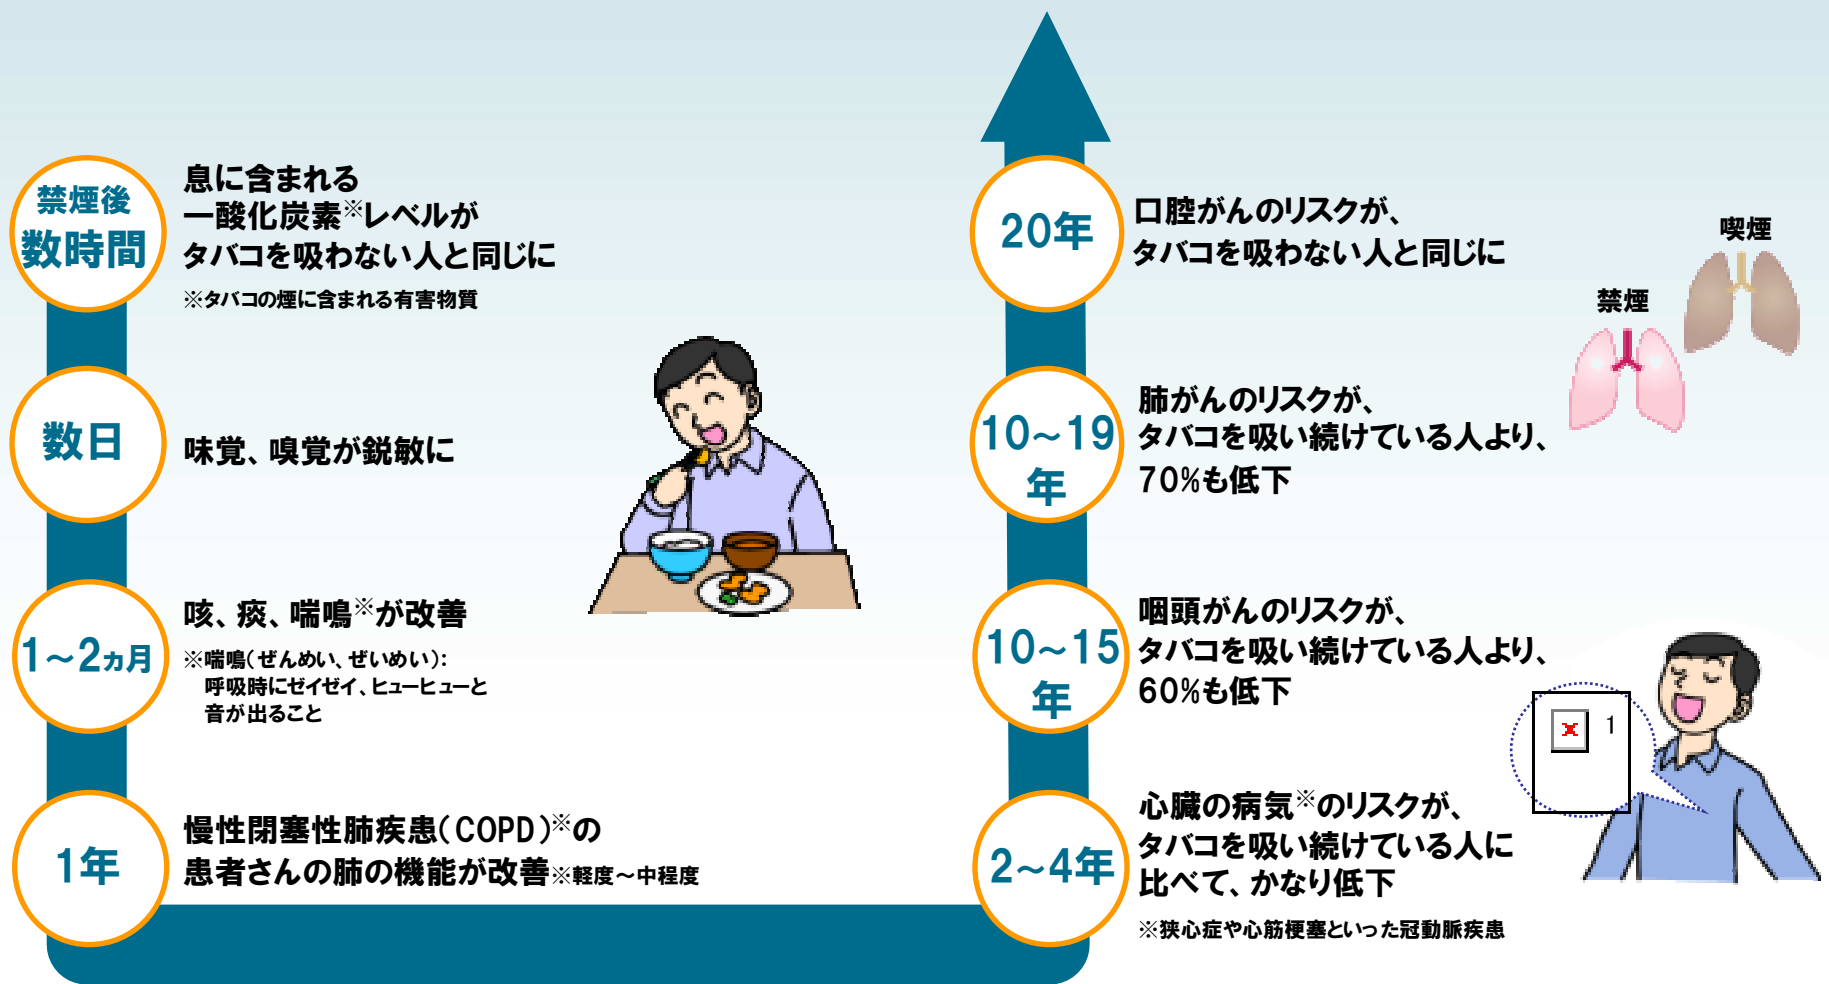 禁煙後
数時間
息に含まれる
一酸化炭素※レベルが
タバコを吸わない人と同じに
※タバコの煙に含まれる有害物質
数日
味覚、嗅覚が鋭敏に
1～2ヵ月
咳、痰、喘鳴※が改善
※喘鳴(ぜんめい、ぜいめい):
呼吸時にゼイゼイ、ヒューヒューと
音が出ること
1年
慢性閉塞性肺疾患(COPD)※の
患者さんの肺の機能が改善※軽度～中程度
2～4年
心臓の病気※のリスクが、
タバコを吸い続けている人に
比べて、かなり低下
※狭心症や心筋梗塞といった冠動脈疾患
10～15
年
咽頭がんのリスクが、
タバコを吸い続けている人より、
60%も低下
1
10～19
年
肺がんのリスクが、
タバコを吸い続けている人より、
70%も低下
20年
口腔がんのリスクが、
タバコを吸わない人と同じに
喫煙
禁煙